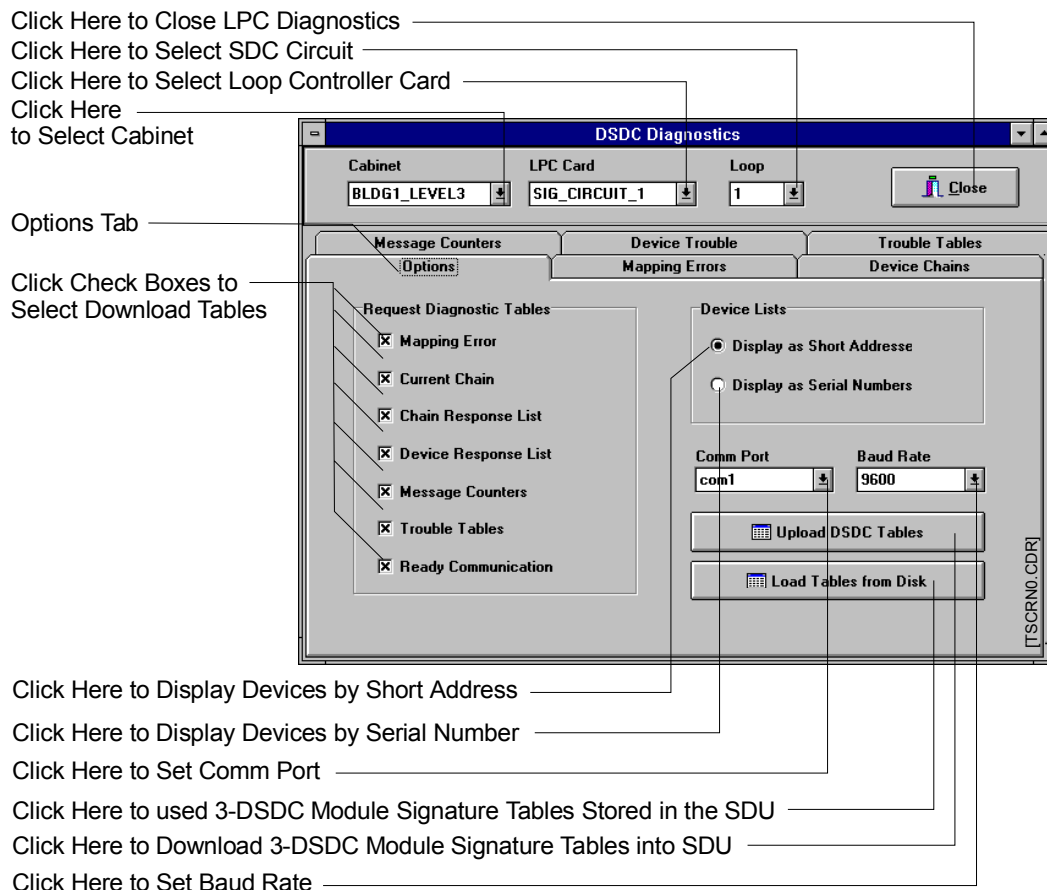 Click Here to Close LPC Diagnostics
Click Here to Select SDC Circuit
Click Here to Select Loop Controller Card
Click Here
to Select Cabinet
DSDC Diagnostics
Cabinet LPC Card Loop
BLDG1_LEVEL3 SIG_CIRCUIT_1 1 Close
Options Tab
Message Counters Device Trouble Trouble Tables
Options Mapping Errors Device Chains
Click Check Boxes to
Select Download Tables
Request Diagnostic Tables
Mapping Error
Current Chain
Chain Response List
Device Response List
Message Counters
Trouble Tables
Ready Communication
Device Lists
Display as Short Addresse
Display as Serial Numbers
Comm Port Baud Rate
com1 9600
Upload DSDC Tables
Load Tables from Disk
[TSCRN0.CDR]
Click Here to Display Devices by Short Address
Click Here to Display Devices by Serial Number
Click Here to Set Comm Port
Click Here to used 3-DSDC Module Signature Tables Stored in the SDU
Click Here to Download 3-DSDC Module Signature Tables into SDU
Click Here to Set Baud Rate